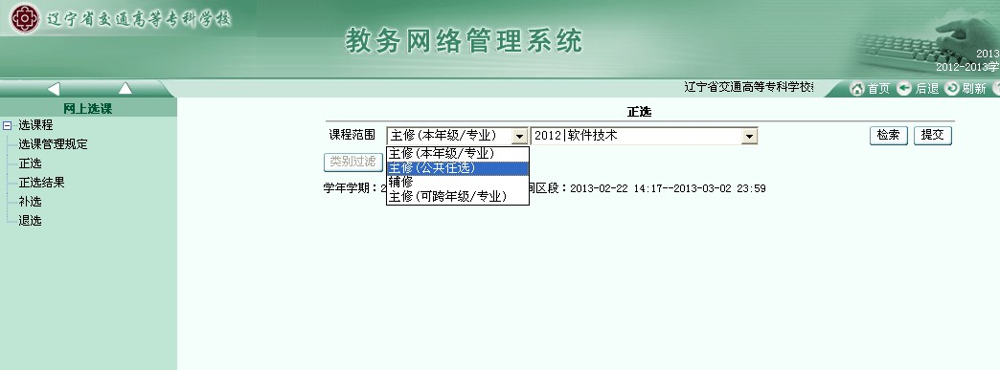 辽宁省交通高等专科学校
教务网络管理系统
2013
2012-2013学
辽宁省交通高等专科学校
首页 后退 刷新
网上选课
选课程
选课管理规定
正选
正选结果
补选
退选
正选
课程范围 主修(本年级/专业) 2012|软件技术 检索 提交
主修(本年级/专业)
主修(公共任选)
辅修
主修(可跨年级/专业)
类别过滤
学年学期：2 间区段：2013-02-22 14:17--2013-03-02 23:59